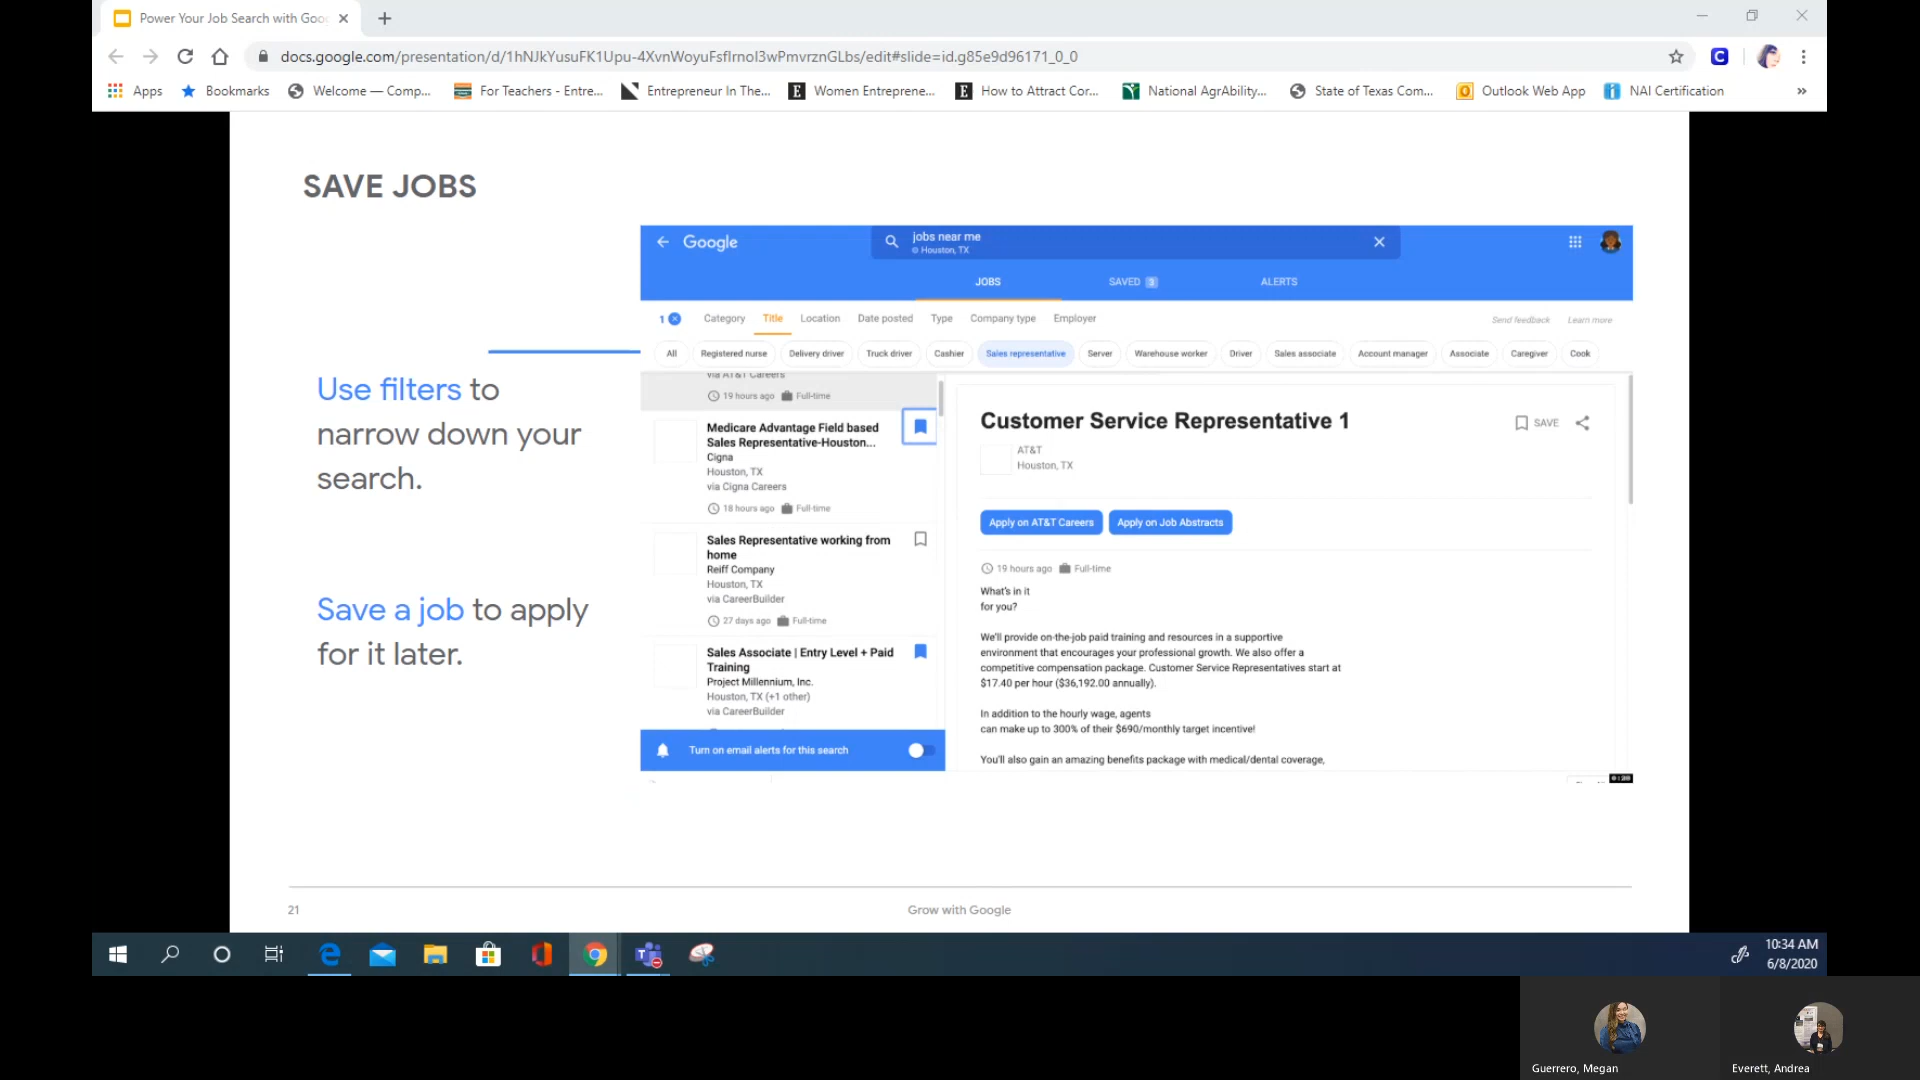 Power Your Job Search with Goo
docs.google.com/presentation/d/1hNJkYusuFK1Upu-4XvnWoyuFsflrnoI3wPmvrznGLbs/edit#slide=id.g85e9d96171_0_0
Apps Bookmarks Welcome — Comp... For Teachers - Entre... Entrepreneur In The... Women Entreprene... How to Attract Cor... National AgrAbility... State of Texas Com... Outlook Web App NAI Certification »
SAVE JOBS
Use filters to
narrow down your
search.
Save a job to apply
for it later.
Google
jobs near me
Houston, TX
JOBS SAVED 3 ALERTS
1 Category Title Location Date posted Type Company type Employer Send feedback Learn more
All Registered nurse Delivery driver Truck driver Cashier Sales representative Server Warehouse worker Driver Sales associate Account manager Associate Caregiver Cook
via AT&T Careers
19 hours ago Full-time
Medicare Advantage Field based
Sales Representative-Houston...
Cigna
Houston, TX
via Cigna Careers
18 hours ago Full-time
Sales Representative working from
home
Reiff Company
Houston, TX
via CareerBuilder
27 days ago Full-time
Sales Associate | Entry Level + Paid
Training
Project Millennium, Inc.
Houston, TX (+1 other)
via CareerBuilder
Turn on email alerts for this search
Customer Service Representative 1
SAVE
AT&T
Houston, TX
Apply on AT&T Careers Apply on Job Abstracts
19 hours ago Full-time
What's in it
for you?
We'll provide on-the-job paid training and resources in a supportive
environment that encourages your professional growth. We also offer a
competitive compensation package. Customer Service Representatives start at
$17.40 per hour ($36,192.00 annually).
In addition to the hourly wage, agents
can make up to 300% of their $690/monthly target incentive!
You'll also gain an amazing benefits package with medical/dental coverage,
21
Grow with Google
10:34 AM
6/8/2020
Guerrero, Megan
Everett, Andrea